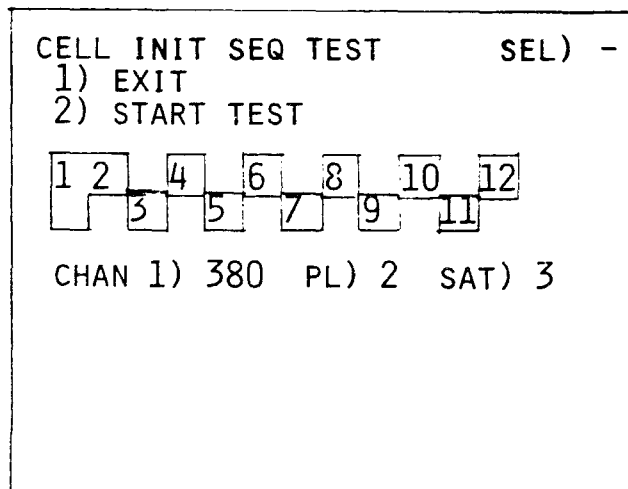 CELL INIT SEQ TEST SEL) -
1) EXIT
2) START TEST
1 2 4 6 8 10 12
3 5 7 9 11
CHAN 1) 380 PL) 2 SAT) 3